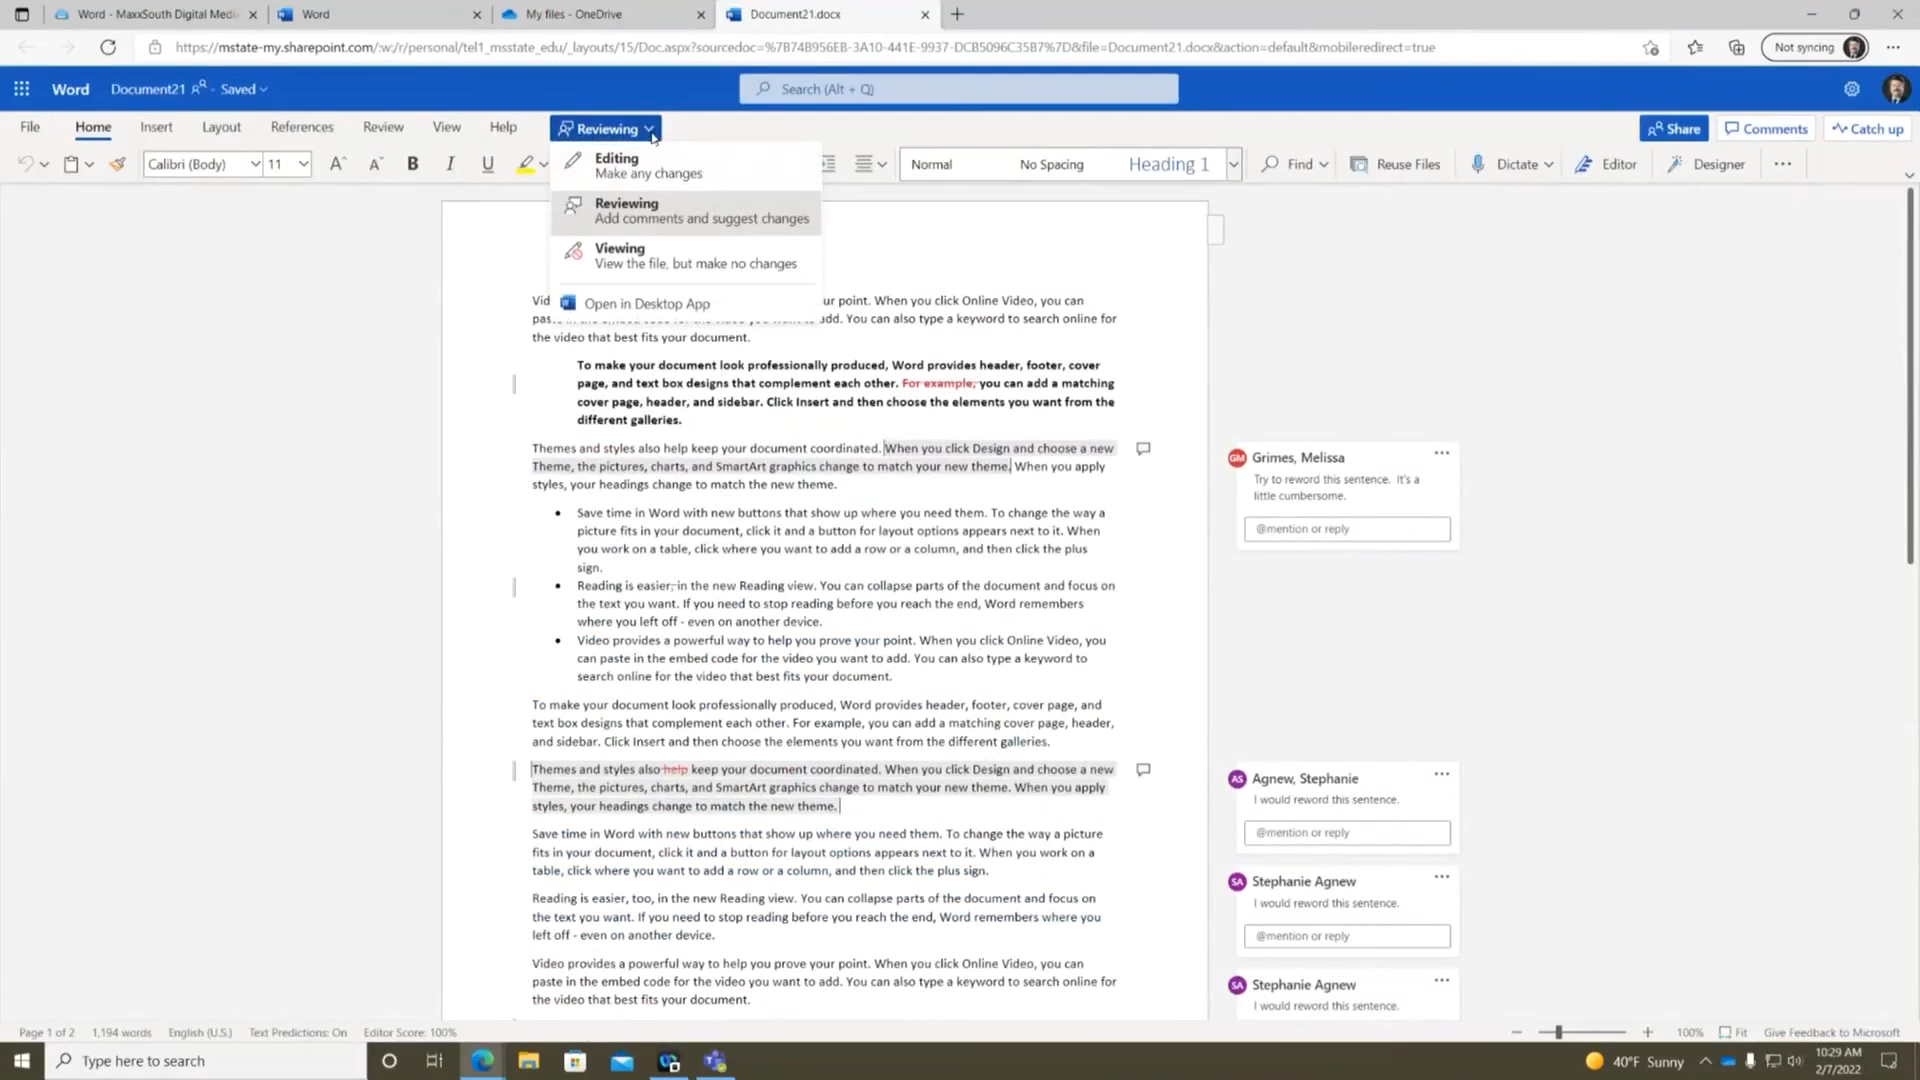 Word - MaxxSouth Digital Medi
Word
My files - OneDrive
Document21.docx
https://mstate-my.sharepoint.com/:w:/r/personal/tel1_msstate_edu/_layouts/15/Doc.aspx?sourcedoc=%7B74B956EB-3A10-441E-9937-DCB5096C35B7%7D&file=Document21.docx&action=default&mobileredirect=true
Not syncing
Word
Document21 - Saved
Search (Alt + Q)
File Home Insert Layout References Review View Help Reviewing
Share Comments Catch up
Calibri (Body) 11 A A B I U
Normal No Spacing Heading 1 Find Reuse Files Dictate Editor Designer
Editing
Make any changes
Reviewing
Add comments and suggest changes
Viewing
View the file, but make no changes
Open in Desktop App
Vid ur point. When you click Online Video, you can
add. You can also type a keyword to search online for
the video that best fits your document.
To make your document look professionally produced, Word provides header, footer, cover
page, and text box designs that complement each other. For example, you can add a matching
cover page, header, and sidebar. Click Insert and then choose the elements you want from the
different galleries.
Themes and styles also help keep your document coordinated. When you click Design and choose a new
Theme, the pictures, charts, and SmartArt graphics change to match your new theme. When you apply
styles, your headings change to match the new theme.
• Save time in Word with new buttons that show up where you need them. To change the way a
picture fits in your document, click it and a button for layout options appears next to it. When
you work on a table, click where you want to add a row or a column, and then click the plus
sign.
• Reading is easier, in the new Reading view. You can collapse parts of the document and focus on
the text you want. If you need to stop reading before you reach the end, Word remembers
where you left off - even on another device.
• Video provides a powerful way to help you prove your point. When you click Online Video, you
can paste in the embed code for the video you want to add. You can also type a keyword to
search online for the video that best fits your document.
To make your document look professionally produced, Word provides header, footer, cover page, and
text box designs that complement each other. For example, you can add a matching cover page, header,
and sidebar. Click Insert and then choose the elements you want from the different galleries.
Themes and styles also help keep your document coordinated. When you click Design and choose a new
Theme, the pictures, charts, and SmartArt graphics change to match your new theme. When you apply
styles, your headings change to match the new theme.
Save time in Word with new buttons that show up where you need them. To change the way a picture
fits in your document, click it and a button for layout options appears next to it. When you work on a
table, click where you want to add a row or a column, and then click the plus sign.
Reading is easier, too, in the new Reading view. You can collapse parts of the document and focus on
the text you want. If you need to stop reading before you reach the end, Word remembers where you
left off - even on another device.
Video provides a powerful way to help you prove your point. When you click Online Video, you can
paste in the embed code for the video you want to add. You can also type a keyword to search online for
the video that best fits your document.
GM Grimes, Melissa
Try to reword this sentence. It's a
little cumbersome.
@mention or reply
AS Agnew, Stephanie
I would reword this sentence.
@mention or reply
SA Stephanie Agnew
I would reword this sentence.
@mention or reply
SA Stephanie Agnew
I would reword this sentence.
Page 1 of 2 1,194 words English (U.S.) Text Predictions: On Editor Score: 100%
100% Fit Give Feedback to Microsoft
Type here to search
40°F Sunny
10:29 AM
2/7/2022